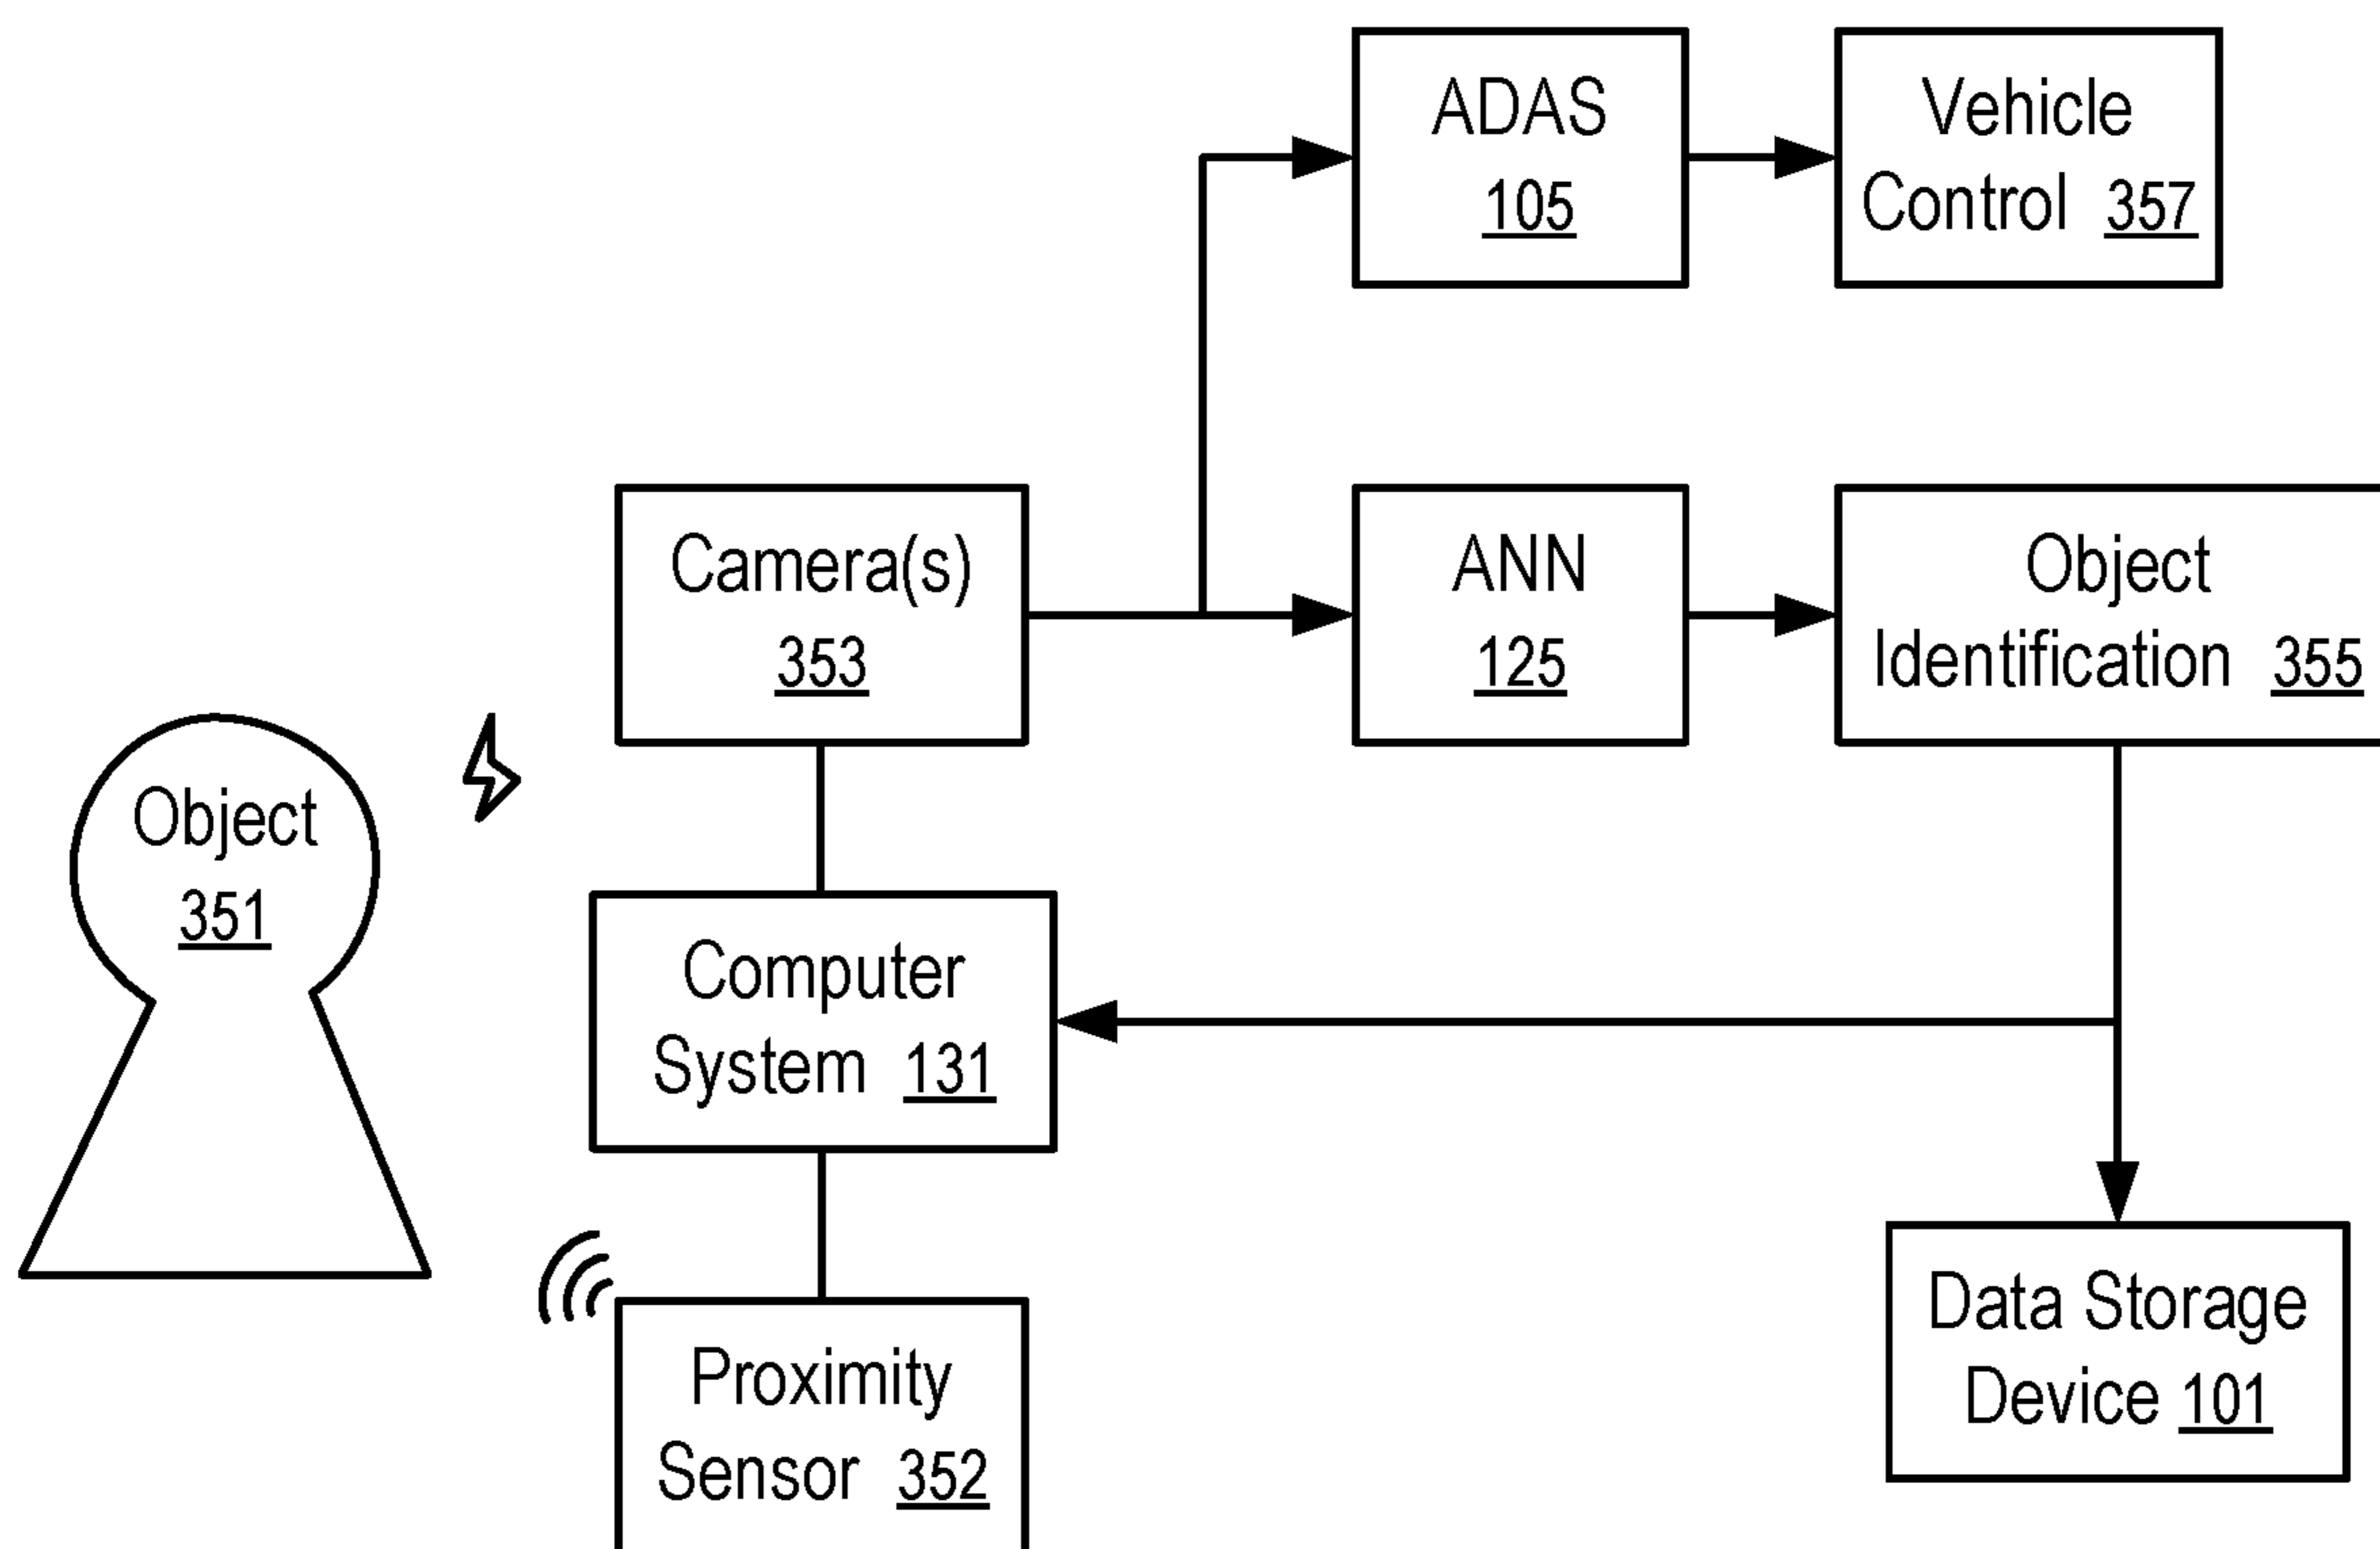 ADAS
105
Vehicle
Control 357
Camera(s)
353
ANN
125
Object
Identification 355
Object
351
Computer
System 131
Proximity
Sensor 352
Data Storage
Device 101